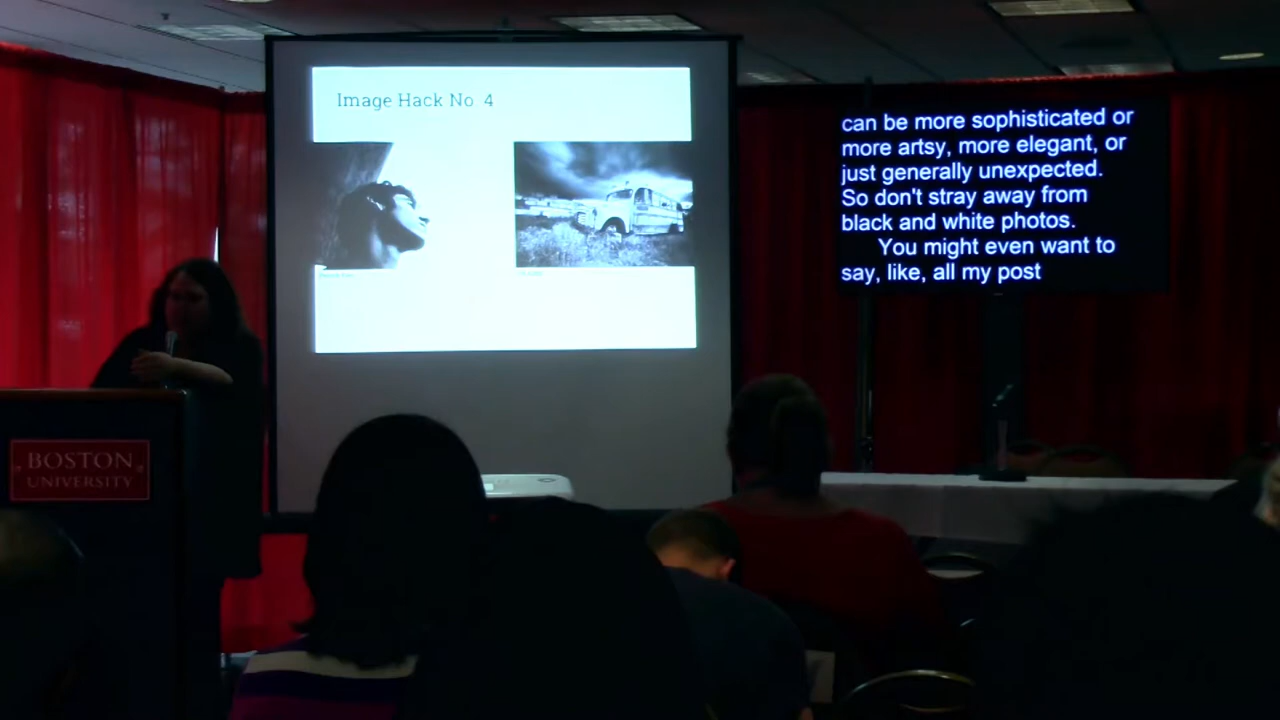 Image Hack No. 4
can be more sophisticated or
more artsy, more elegant, or
just generally unexpected.
So don't stray away from
black and white photos.
You might even want to
say, like, all my post
BOSTON
UNIVERSITY